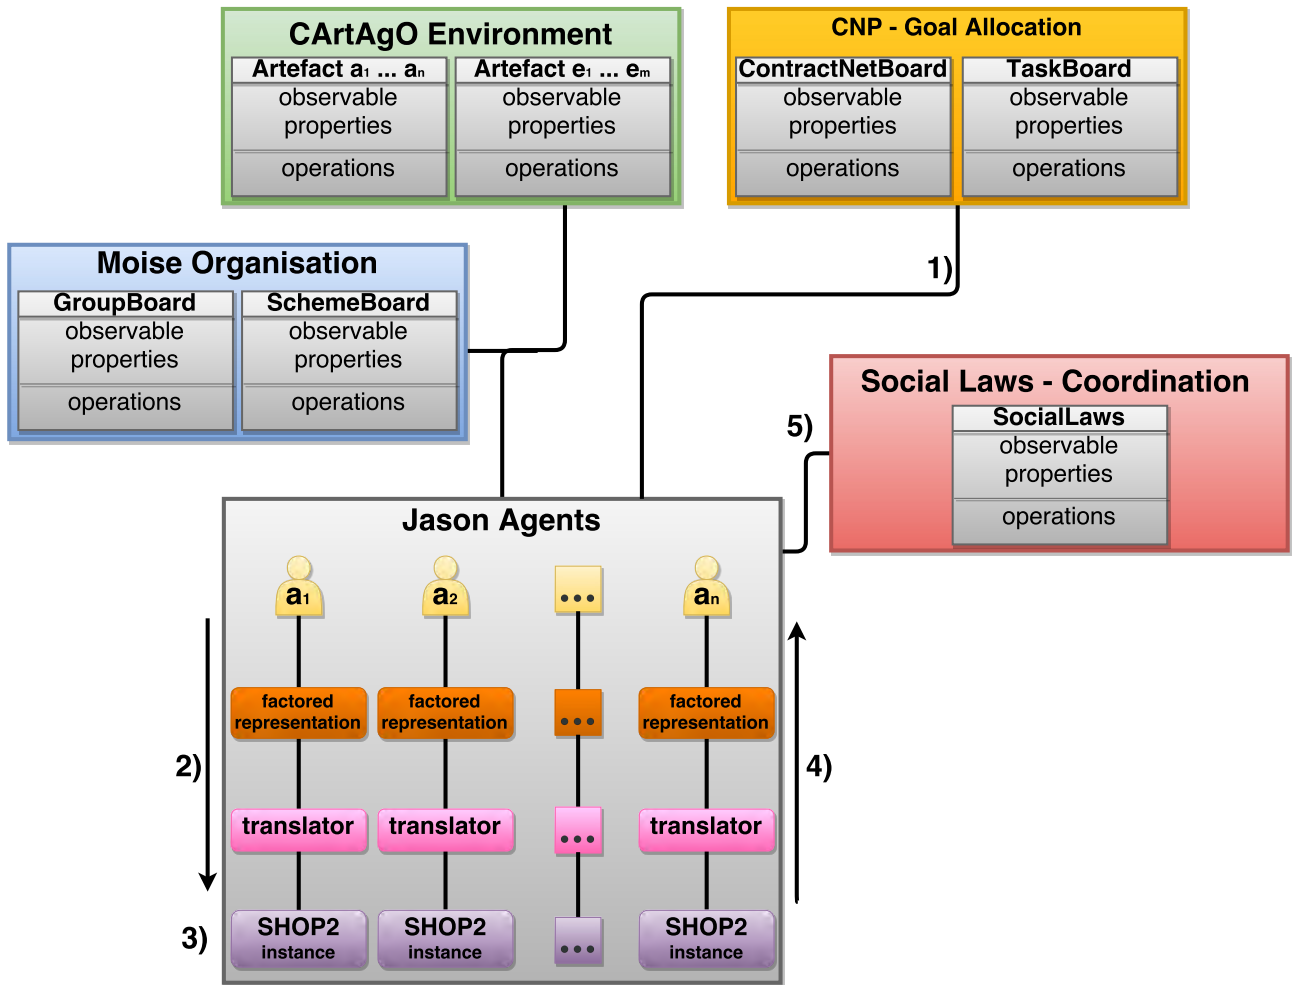 CArtAgO Environment
Artefact a1 ... an
observable
properties
operations
Artefact e1 ... em
observable
properties
operations
CNP - Goal Allocation
ContractNetBoard
observable
properties
operations
TaskBoard
observable
properties
operations
1)
Moise Organisation
GroupBoard
observable
properties
operations
SchemeBoard
observable
properties
operations
Social Laws - Coordination
SocialLaws
observable
properties
operations
5)
Jason Agents
a1
a2
...
an
factored
representation
factored
representation
...
factored
representation
2)
4)
translator
translator
...
translator
3)
SHOP2
instance
SHOP2
instance
...
SHOP2
instance